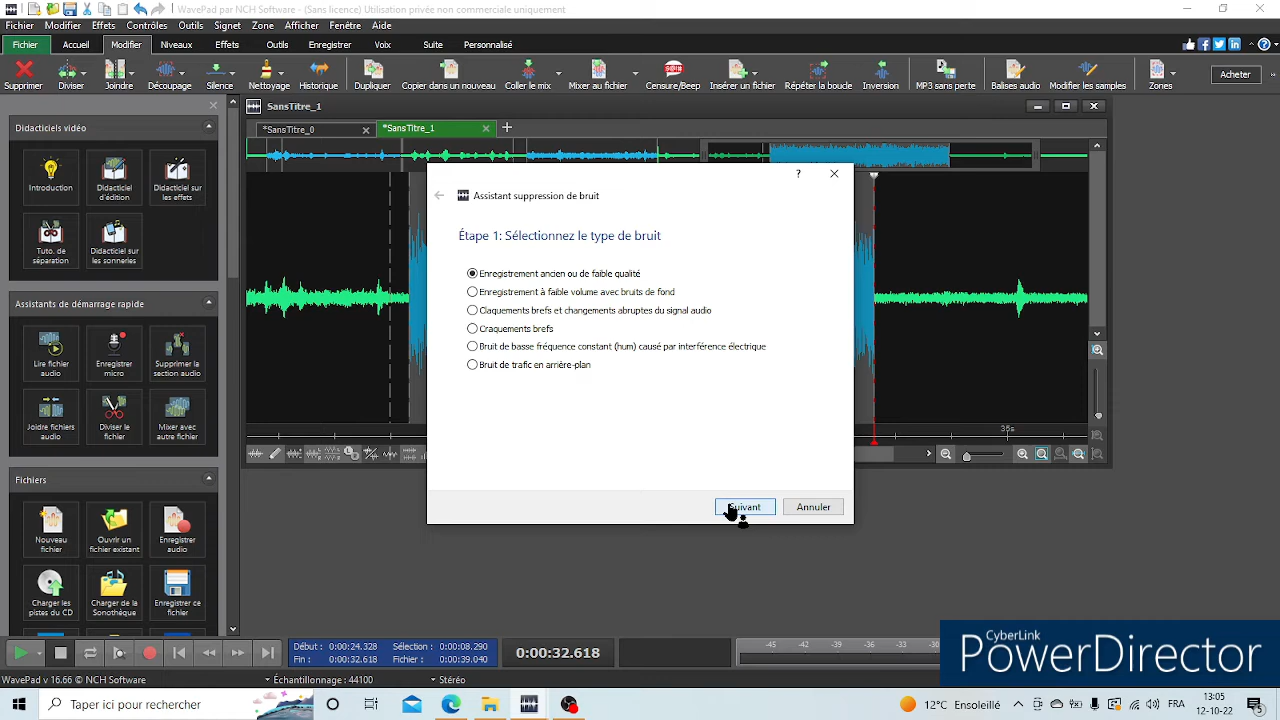 WavePad par NCH Software - (Sans licence) Utilisation privée non commerciale uniquement
Fichier Modifier Effets Contrôles Outils Signet Zone Afficher Fenêtre Aide
Fichier Accueil Modifier Niveaux Effets Outils Enregistrer Voix Suite Personnalisé
Supprimer Diviser Joindre Découpage Silence Nettoyage Historique Dupliquer Copier dans un nouveau fichier Coller le mix Mixer au fichier Censure/beep Insérer un fichier Répéter la boucle Inversion MP3 sans perte Balises audio Modifier les samples Zones Acheter
SansTitre_1
*SansTitre_0 *SansTitre_1
Didacticiels vidéo
Introduction
Didacticiel d'édition
Didacticiel sur les effets
Tuto. de séparation
Didacticiel sur les sonneries
Assistants de démarrage rapide
Lire fichier audio
Enregistrer micro
Supprimer la section audio
Joindre fichiers audio
Diviser le fichier
Mixer avec autre fichier
Fichiers
Nouveau fichier
Ouvrir un fichier existant
Enregistrer audio
Charger les pistes du CD
Charger de la Sonothèque
Enregistrer ce fichier
Assistant suppression de bruit
Étape 1: Sélectionnez le type de bruit
Enregistrement ancien ou de faible qualité
Enregistrement à faible volume avec bruits de fond
Claquements brefs et changements abruptes du signal audio
Craquements brefs
Bruit de basse fréquence constant (hum) causé par interférence électrique
Bruit de trafic en arrière-plan
Suivant Annuler
35s
Début : 0:00:24.328 Sélection : 0:00:08.290
Fin : 0:00:32.618 Fichier : 0:00:39.040
0:00:32.618
-45 -42 -39 -36 -33 -30
WavePad v 16.66 © NCH Software
Échantillonnage : 44100
Stéréo
CyberLink
PowerDirector
Taper ici pour rechercher
12°C Ensoleille
FRA
13:05
12-10-22
5